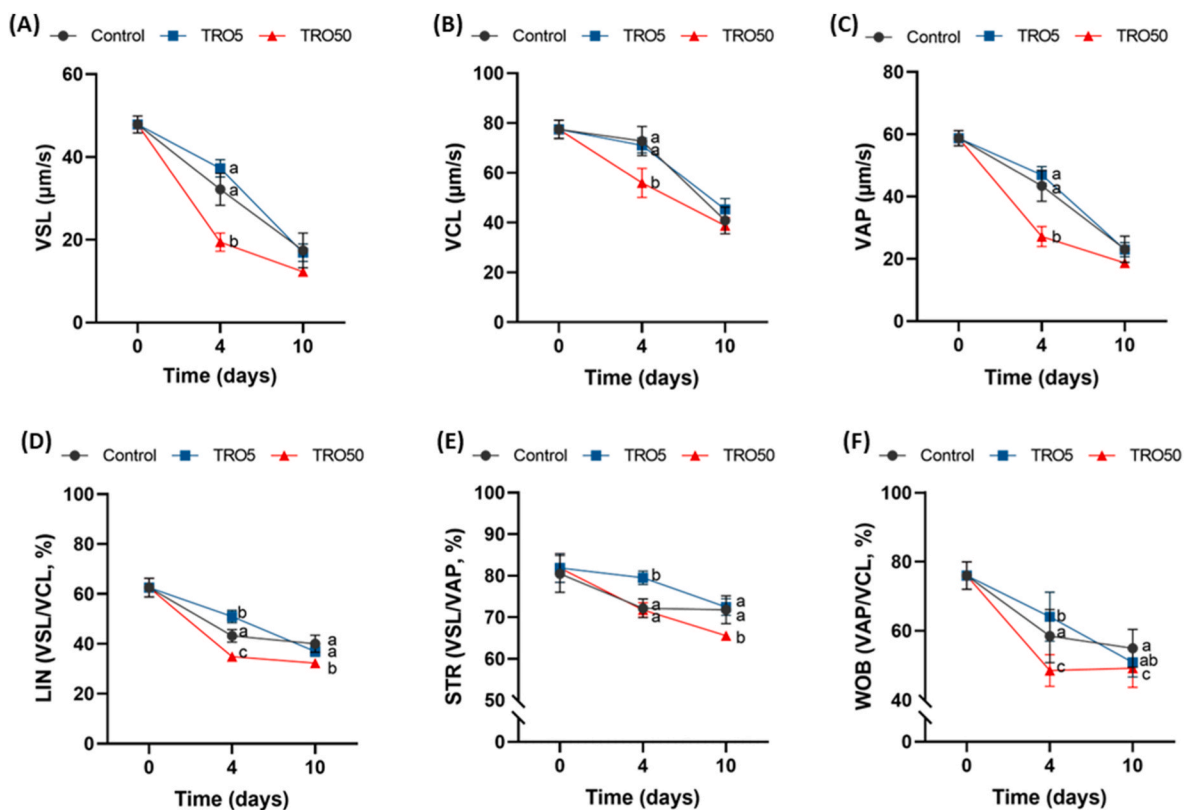 (A)
Control TRO5 TRO50
60
40
20
0
VSL (µm/s)
a
a
b
0 4 10
Time (days)
(B)
Control TRO5 TRO50
100
80
60
40
20
0
VCL (µm/s)
a
a
b
0 4 10
Time (days)
(C)
Control TRO5 TRO50
80
60
40
20
0
VAP (µm/s)
a
a
b
0 4 10
Time (days)
(D)
Control TRO5 TRO50
100
80
60
40
20
0
LIN (VSL/VCL, %)
b
a
c
a
a
b
0 4 10
Time (days)
(E)
Control TRO5 TRO50
100
90
80
70
60
50
0
STR (VSL/VAP, %)
b
a
a
a
a
b
0 4 10
Time (days)
(F)
Control TRO5 TRO50
100
80
60
40
0
WOB (VAP/VCL, %)
b
a
c
a
ab
c
0 4 10
Time (days)